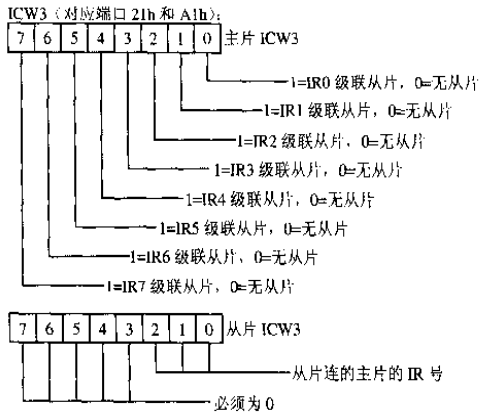 ICW3（对应端口 21h 和 A1h）:
7 6 5 4 3 2 1 0 主片 ICW3
1=IR0 级联从片，0=无从片
1=IR1 级联从片，0=无从片
1=IR2 级联从片，0=无从片
1=IR3 级联从片，0=无从片
1=IR4 级联从片，0=无从片
1=IR5 级联从片，0=无从片
1=IR6 级联从片，0=无从片
1=IR7 级联从片，0=无从片
7 6 5 4 3 2 1 0 从片 ICW3
从片连的主片的 IR 号
必须为 0